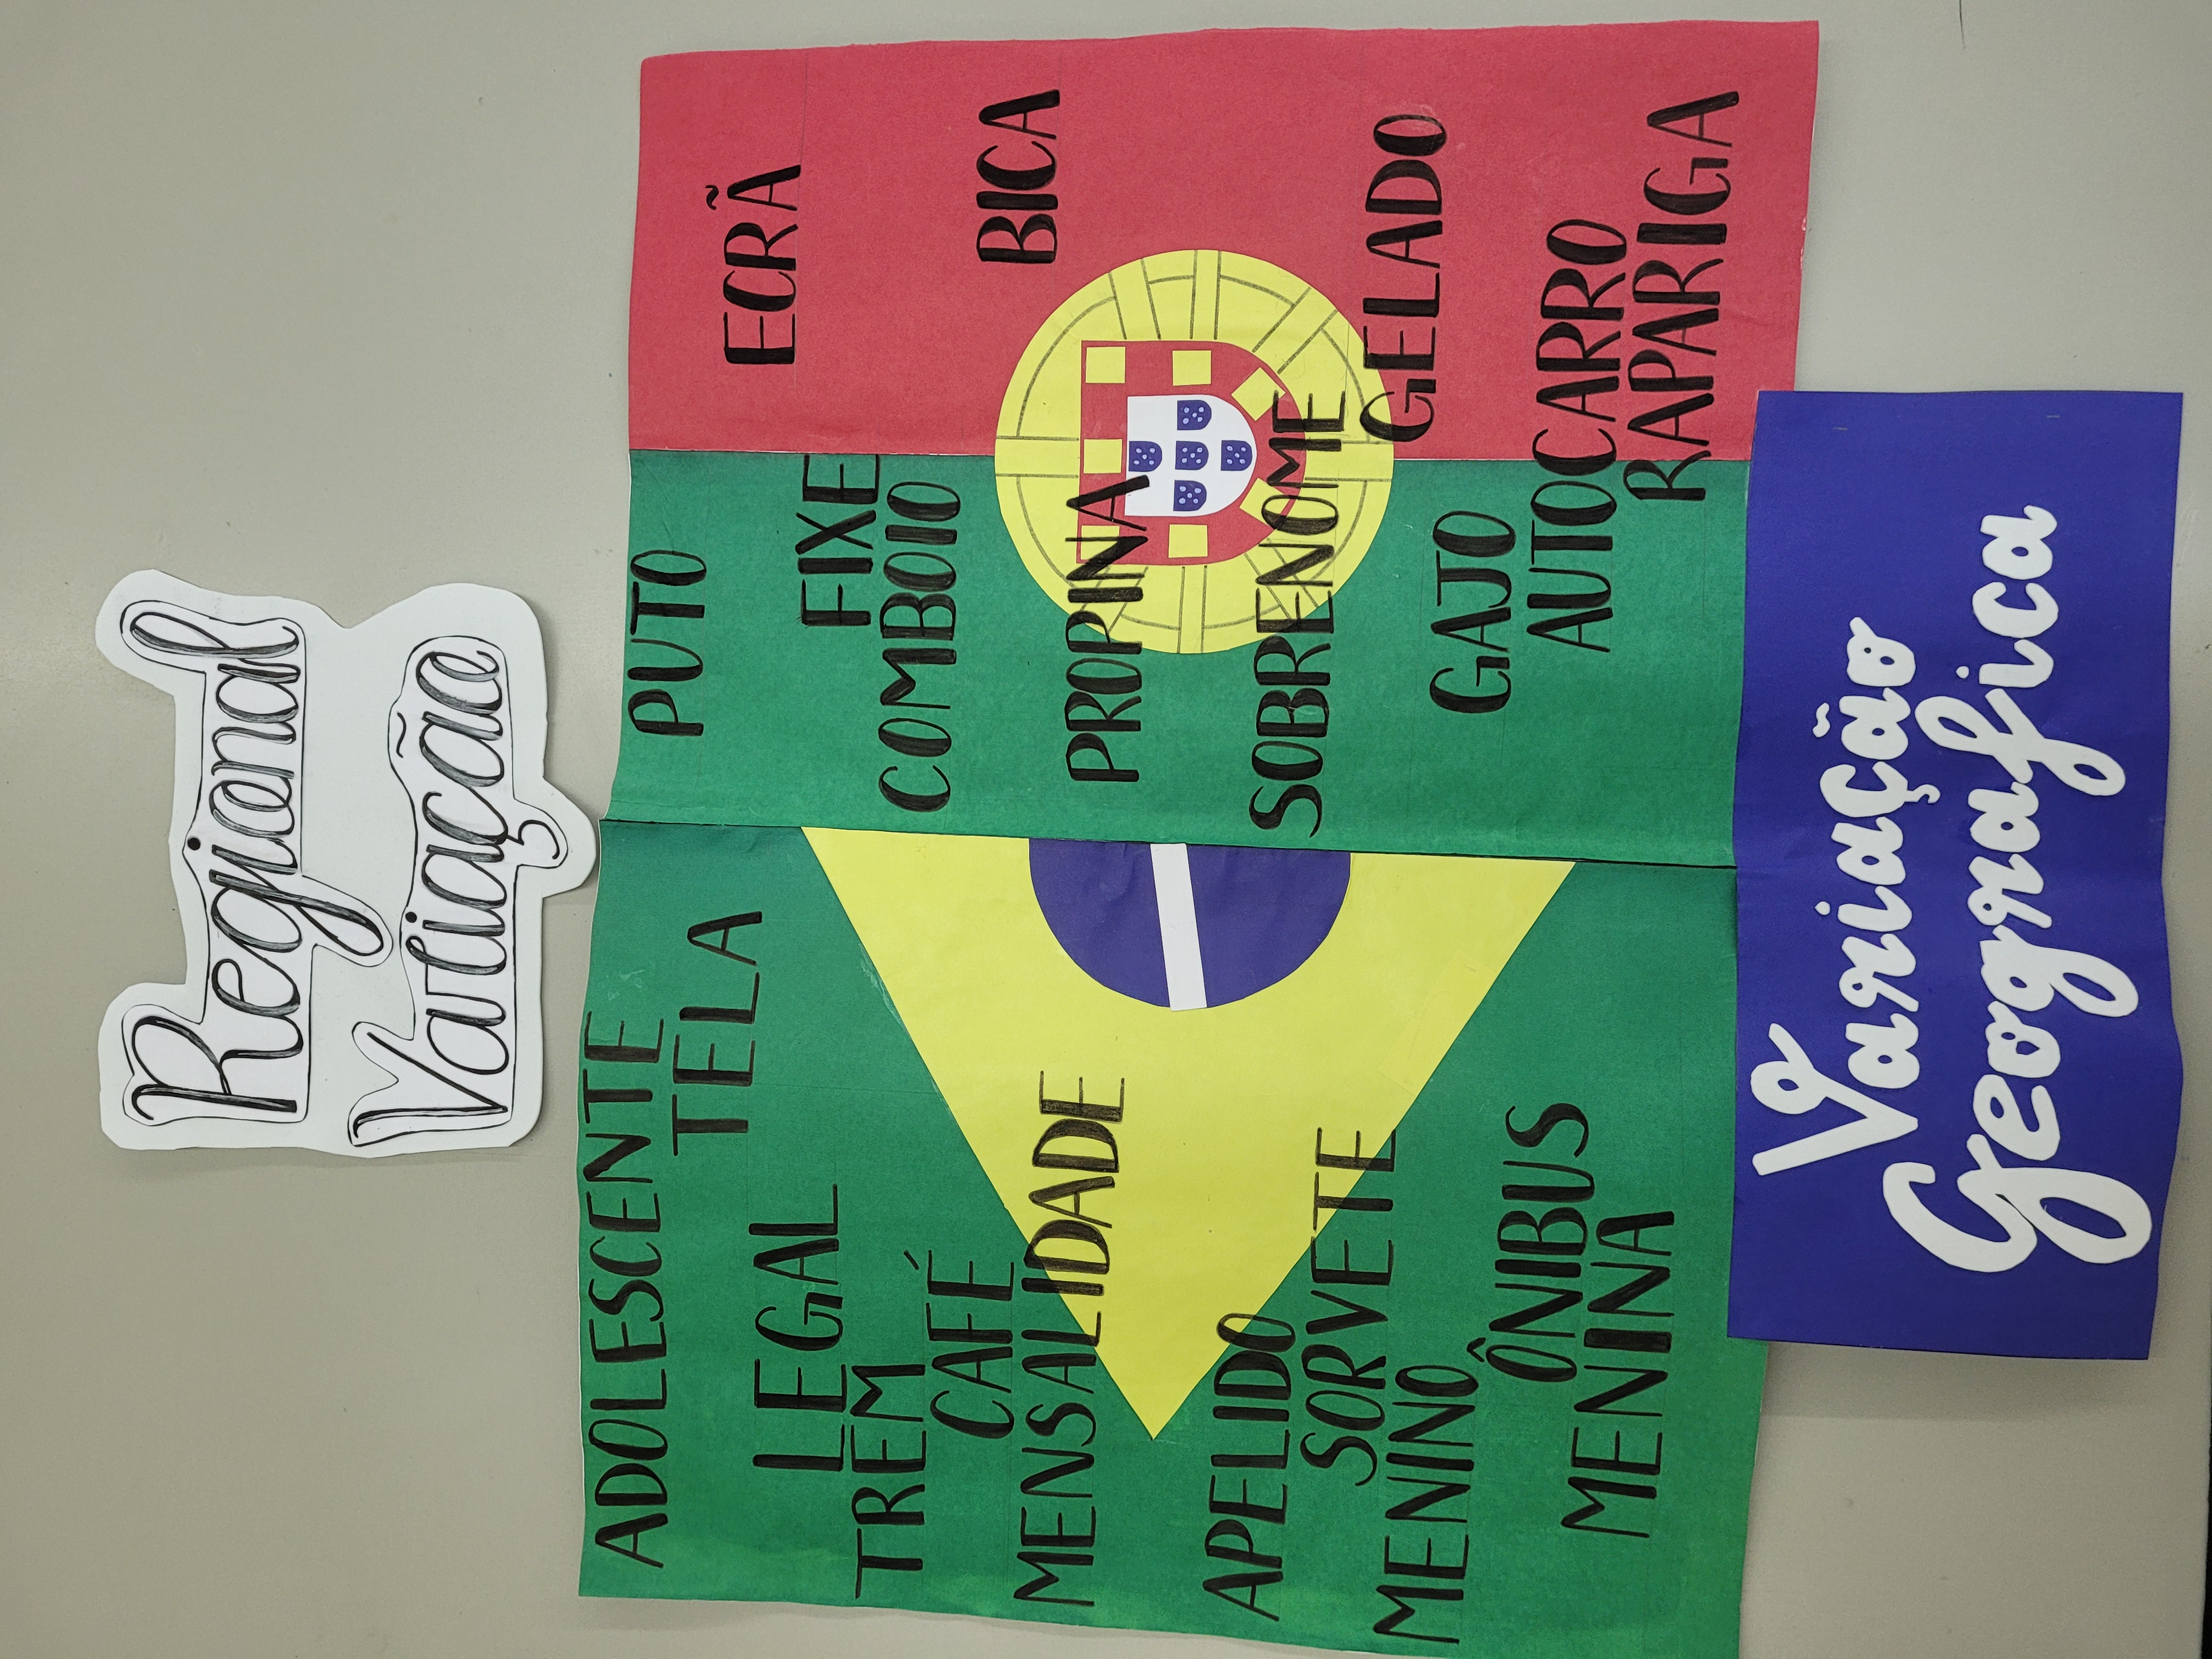 Regional
Variação
ADOLESCENTE
TELA
LEGAL
TREM
CAFÉ
MENSALIDADE
APELIDO
SORVETE
MENINO
ÔNIBUS
MENINA
PUTO
ECRÃ
FIXE
COMBOIO
BICA
PROPINA
SOBRENOME
GELADO
GAJO
AUTOCARRO
RAPARIGA
Variação
Geografica